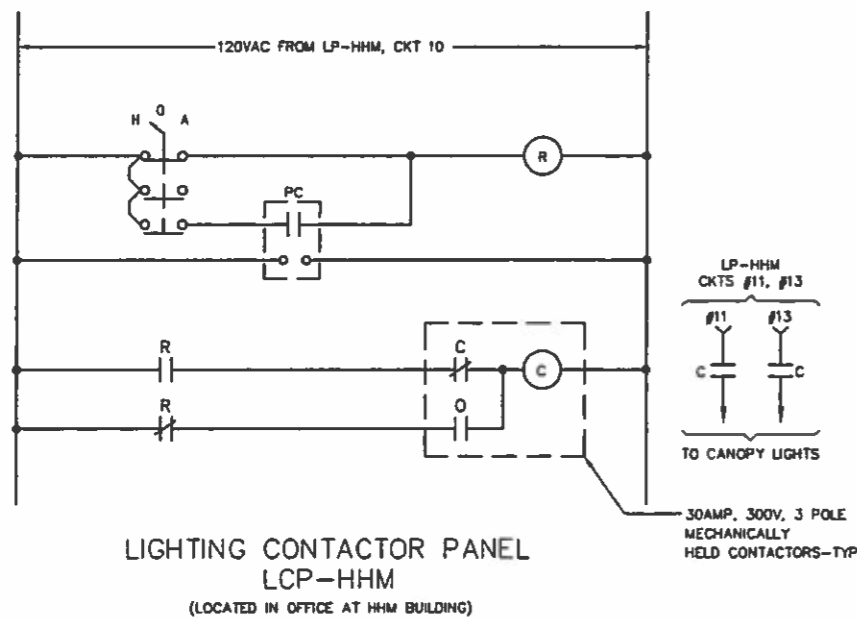 120VAC FROM LP-HHM, CKT 10
H O A
R
PC
LP-HHM
CKTS #11, #13
#11 #13
R
C
C
C
C
R
O
TO CANOPY LIGHTS
30AMP, 300V, 3 POLE
MECHANICALLY
HELD CONTACTORS-TYP
LIGHTING CONTACTOR PANEL
LCP-HHM
(LOCATED IN OFFICE AT HHM BUILDING)